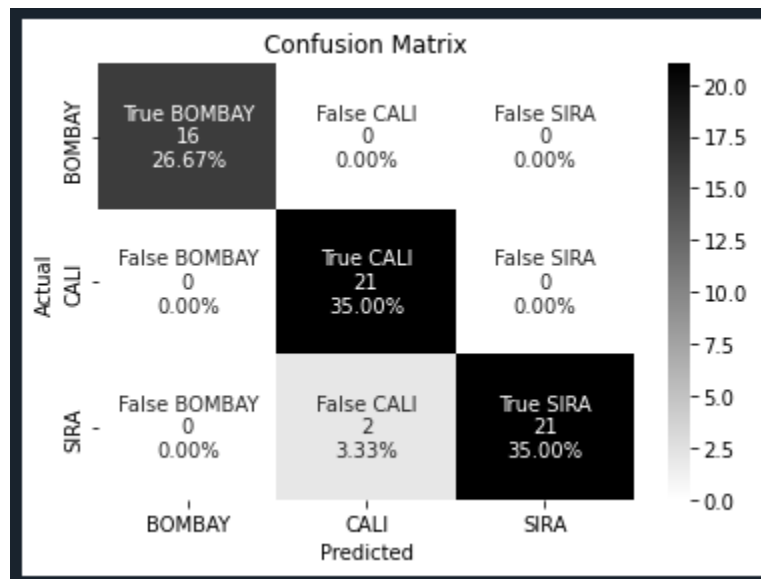 Confusion Matrix
BOMBAY
True BOMBAY
16
26.67%
False CALI
0
0.00%
False SIRA
0
0.00%
Actual
CALI
False BOMBAY
0
0.00%
True CALI
21
35.00%
False SIRA
0
0.00%
SIRA
False BOMBAY
0
0.00%
False CALI
2
3.33%
True SIRA
21
35.00%
BOMBAY
CALI
SIRA
Predicted
20.0
17.5
15.0
12.5
10.0
7.5
5.0
2.5
0.0